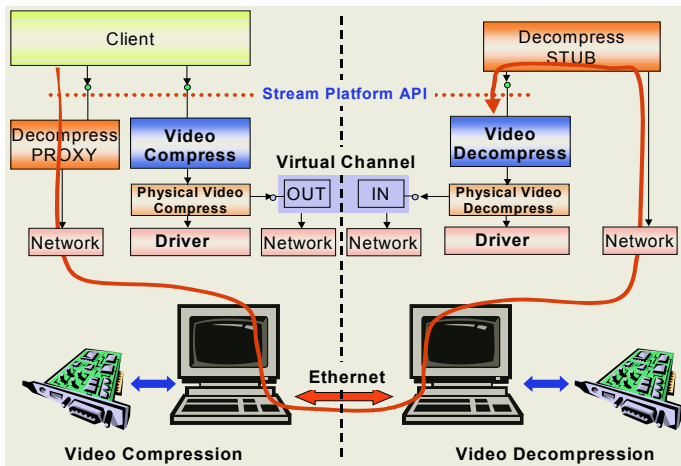 Client
Decompress
STUB
Stream Platform API
Decompress
PROXY
Video
Compress
Video
Decompress
Virtual Channel
Physical Video
Compress
OUT
IN
Physical Video
Decompress
Network
Driver
Network
Network
Driver
Network
Ethernet
Video Compression
Video Decompression